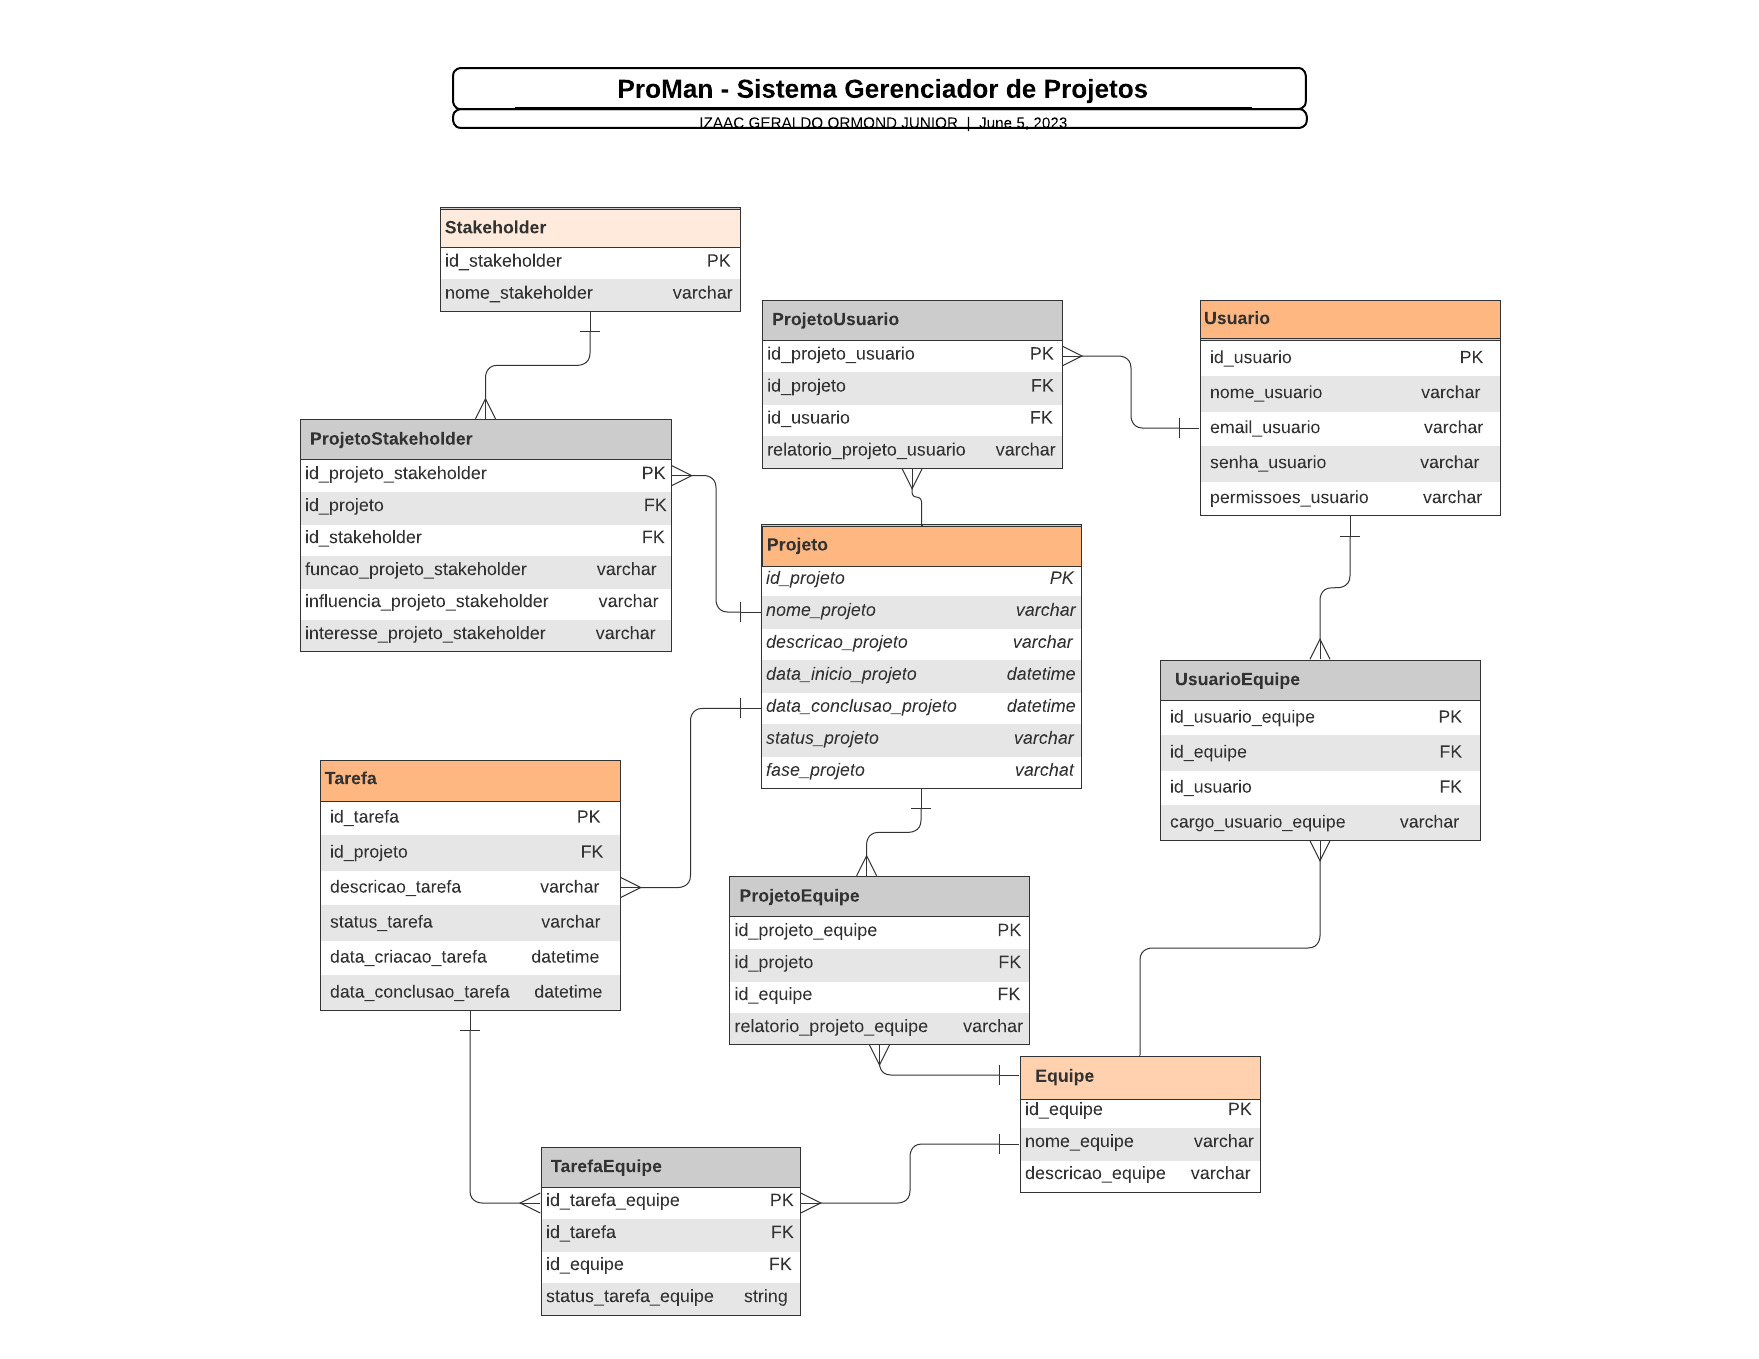 ProMan - Sistema Gerenciador de Projetos
IZAAC GERALDO ORMOND JUNIOR | June 5, 2023
Stakeholder
id_stakeholder PK
nome_stakeholder varchar
ProjetoUsuario
id_projeto_usuario PK
id_projeto FK
id_usuario FK
relatorio_projeto_usuario varchar
Usuario
id_usuario PK
nome_usuario varchar
email_usuario varchar
senha_usuario varchar
permissoes_usuario varchar
ProjetoStakeholder
id_projeto_stakeholder PK
id_projeto FK
id_stakeholder FK
funcao_projeto_stakeholder varchar
influencia_projeto_stakeholder varchar
interesse_projeto_stakeholder varchar
Projeto
id_projeto PK
nome_projeto varchar
descricao_projeto varchar
data_inicio_projeto datetime
data_conclusao_projeto datetime
status_projeto varchar
fase_projeto varchat
UsuarioEquipe
id_usuario_equipe PK
id_equipe FK
id_usuario FK
cargo_usuario_equipe varchar
Tarefa
id_tarefa PK
id_projeto FK
descricao_tarefa varchar
status_tarefa varchar
data_criacao_tarefa datetime
data_conclusao_tarefa datetime
ProjetoEquipe
id_projeto_equipe PK
id_projeto FK
id_equipe FK
relatorio_projeto_equipe varchar
Equipe
id_equipe PK
nome_equipe varchar
descricao_equipe varchar
TarefaEquipe
id_tarefa_equipe PK
id_tarefa FK
id_equipe FK
status_tarefa_equipe string